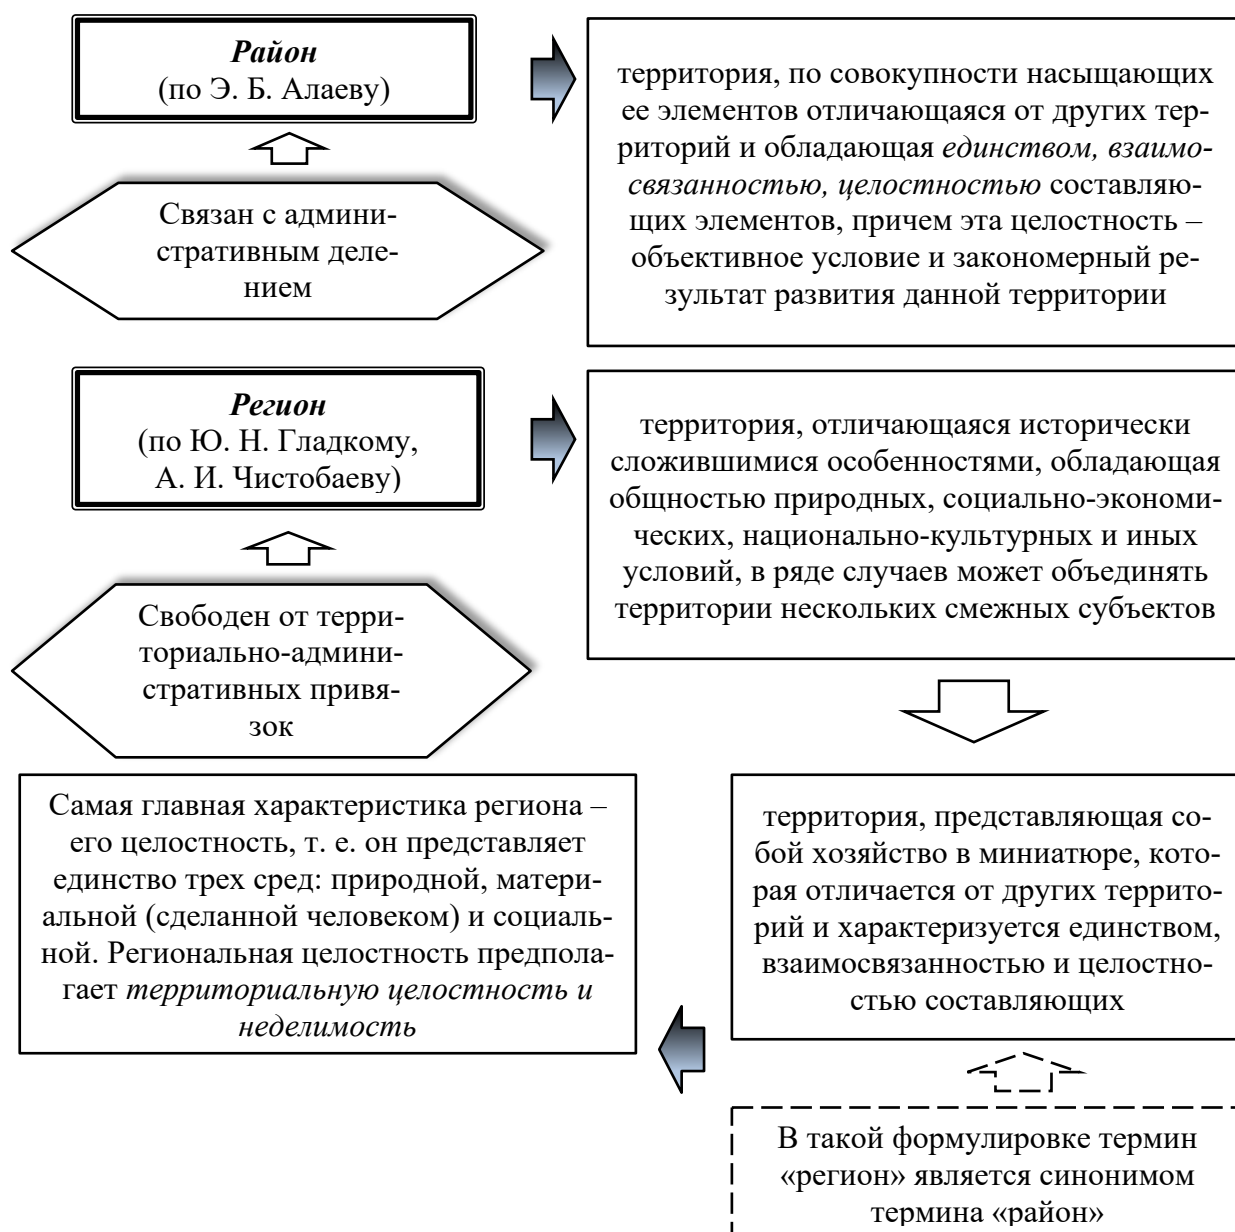 Район
(по Э. Б. Алаеву)
территория, по совокупности насыщающих
ее элементов отличающаяся от других тер-
риторий и обладающая единством, взаимо-
связанностью, целостностью составляю-
щих элементов, причем эта целостность –
объективное условие и закономерный ре-
зультат развития данной территории
Связан с админи-
стративным деле-
нием
Регион
(по Ю. Н. Гладкому,
А. И. Чистобаеву)
территория, отличающаяся исторически
сложившимися особенностями, обладающая
общностью природных, социально-экономи-
ческих, национально-культурных и иных
условий, в ряде случаев может объединять
территории нескольких смежных субъектов
Свободен от терри-
ториально-админи-
стративных привя-
зок
территория, представляющая со-
бой хозяйство в миниатюре, кото-
рая отличается от других террито-
рий и характеризуется единством,
взаимосвязанностью и целостно-
стью составляющих
Самая главная характеристика региона –
его целостность, т. е. он представляет
единство трех сред: природной, матери-
альной (сделанной человеком) и социаль-
ной. Региональная целостность предпола-
гает территориальную целостность и
неделимость
В такой формулировке термин
«регион» является синонимом
термина «район»